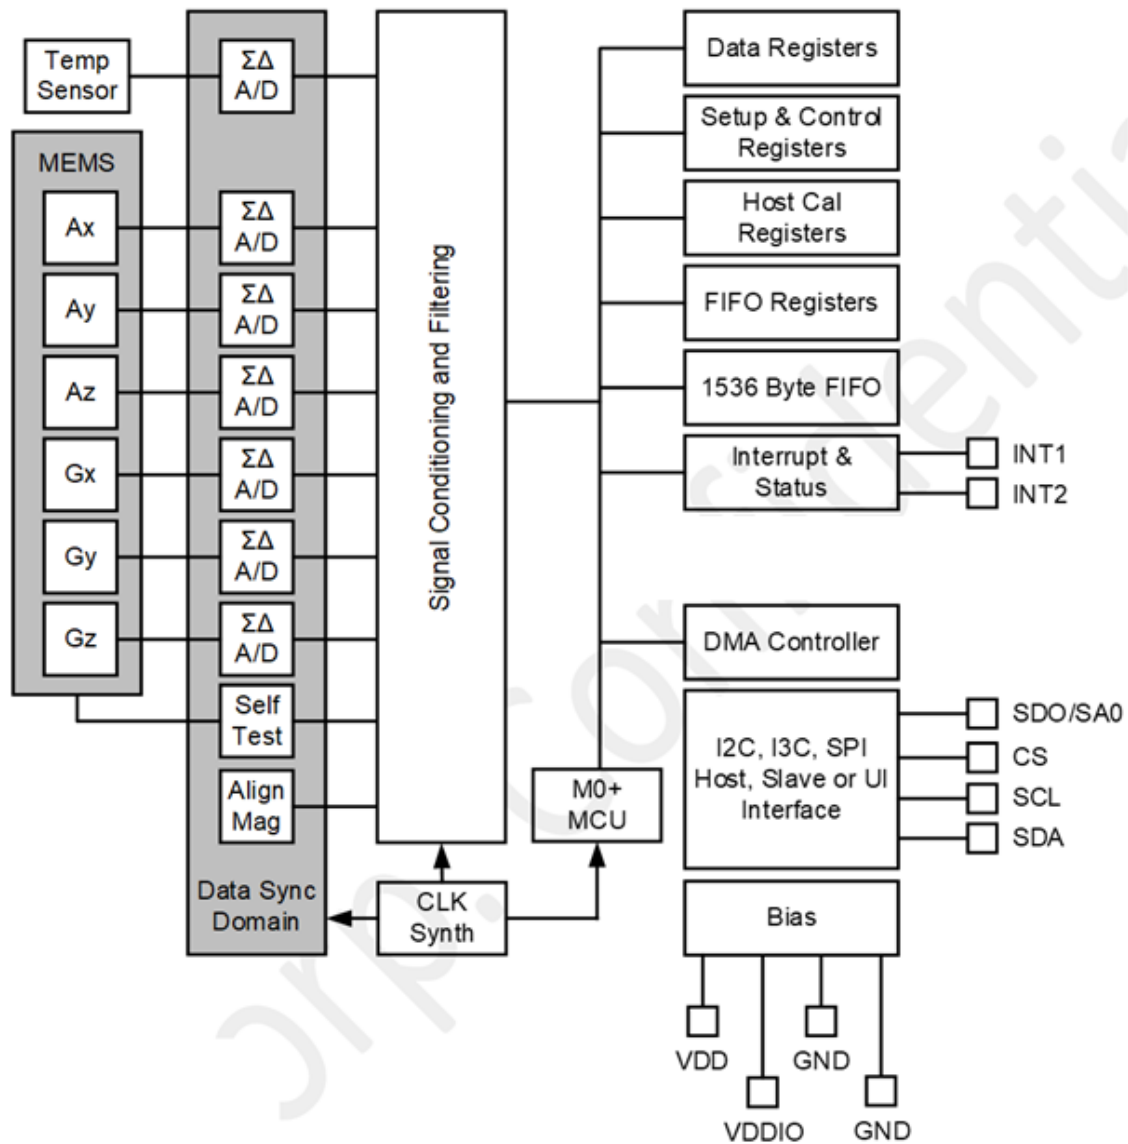 Temp
Sensor
ΣΔ
A/D
MEMS
Ax
ΣΔ
A/D
Ay
ΣΔ
A/D
Az
ΣΔ
A/D
Gx
ΣΔ
A/D
Gy
ΣΔ
A/D
Gz
ΣΔ
A/D
Self
Test
Align
Mag
Data Sync
Domain
Signal Conditioning and Filtering
CLK
Synth
M0+
MCU
Data Registers
Setup & Control
Registers
Host Cal
Registers
FIFO Registers
1536 Byte FIFO
Interrupt &
Status
INT1
INT2
DMA Controller
I2C, I3C, SPI
Host, Slave or UI
Interface
SDO/SA0
CS
SCL
SDA
Bias
VDD
GND
VDDIO
GND